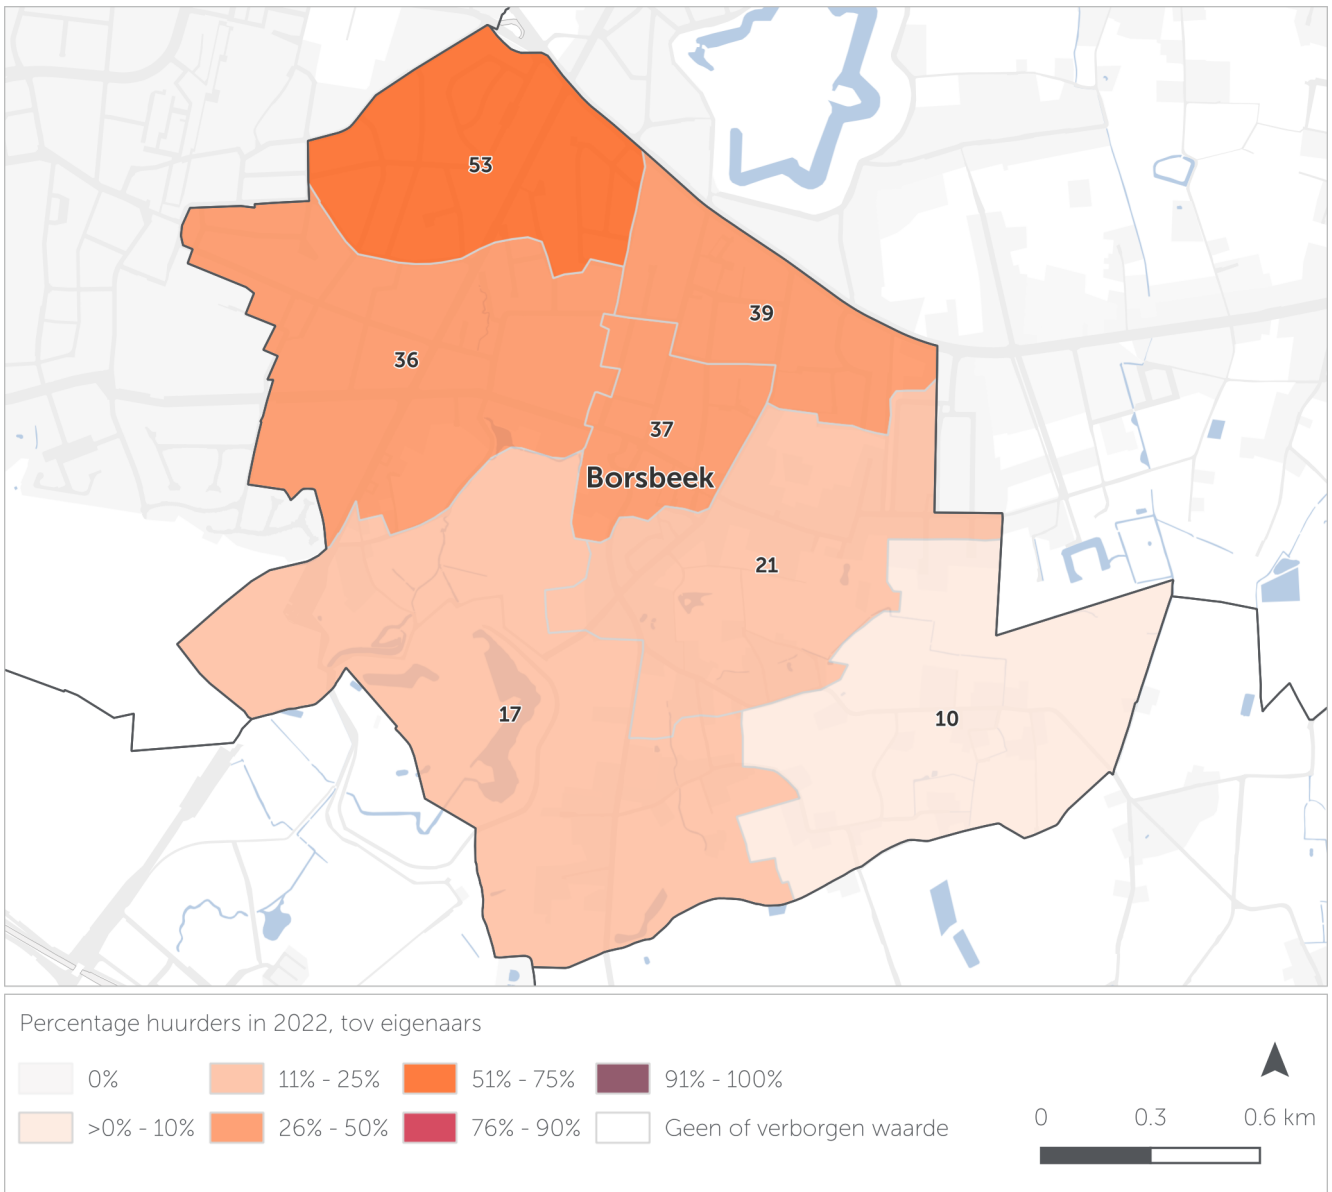 53
39
36
37
Borsbeek
21
17
10
Percentage huurders in 2022, tov eigenaars
0% 11% - 25% 51% - 75% 91% - 100%
>0% - 10% 26% - 50% 76% - 90% Geen of verborgen waarde
0 0.3 0.6 km